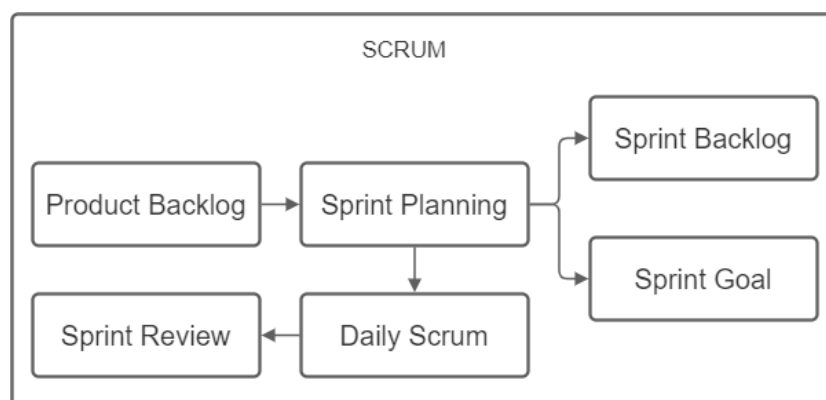 SCRUM
Sprint Backlog
Product Backlog
Sprint Planning
Sprint Goal
Sprint Review
Daily Scrum